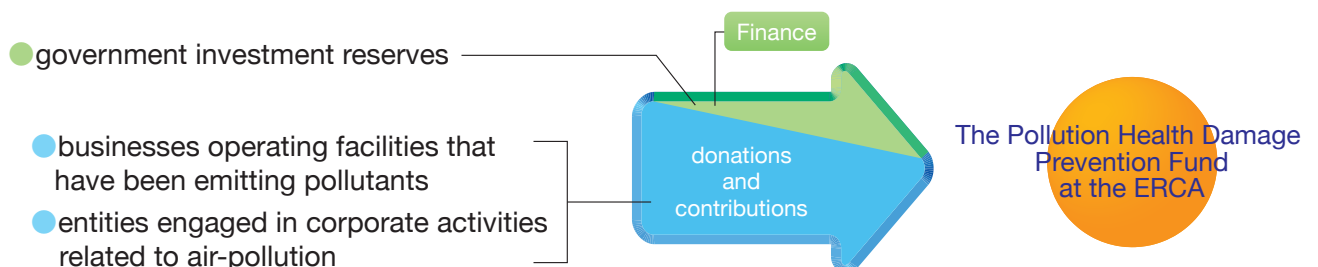 Finance
government investment reserves
businesses operating facilities that
have been emitting pollutants
entities engaged in corporate activities
related to air-pollution
donations
and
contributions
The Pollution Health Damage
Prevention Fund
at the ERCA